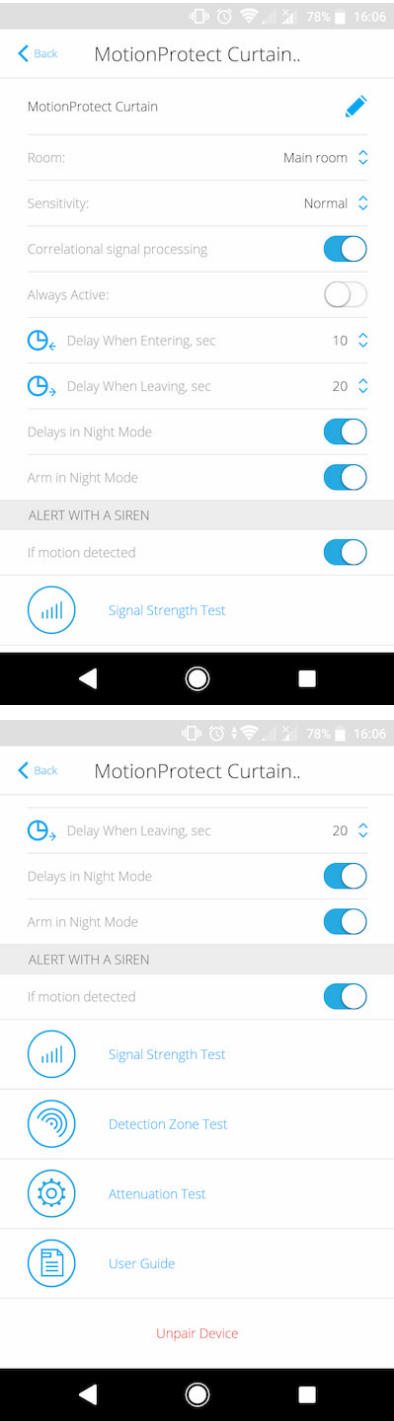 78% 16:06
Back MotionProtect Curtain..
MotionProtect Curtain
Room: Main room
Sensitivity: Normal
Correlational signal processing
Always Active:
Delay When Entering, sec 10
Delay When Leaving, sec 20
Delays in Night Mode
Arm in Night Mode
ALERT WITH A SIREN
If motion detected
Signal Strength Test
78% 16:06
Back MotionProtect Curtain..
Delay When Leaving, sec 20
Delays in Night Mode
Arm in Night Mode
ALERT WITH A SIREN
If motion detected
Signal Strength Test
Detection Zone Test
Attenuation Test
User Guide
Unpair Device